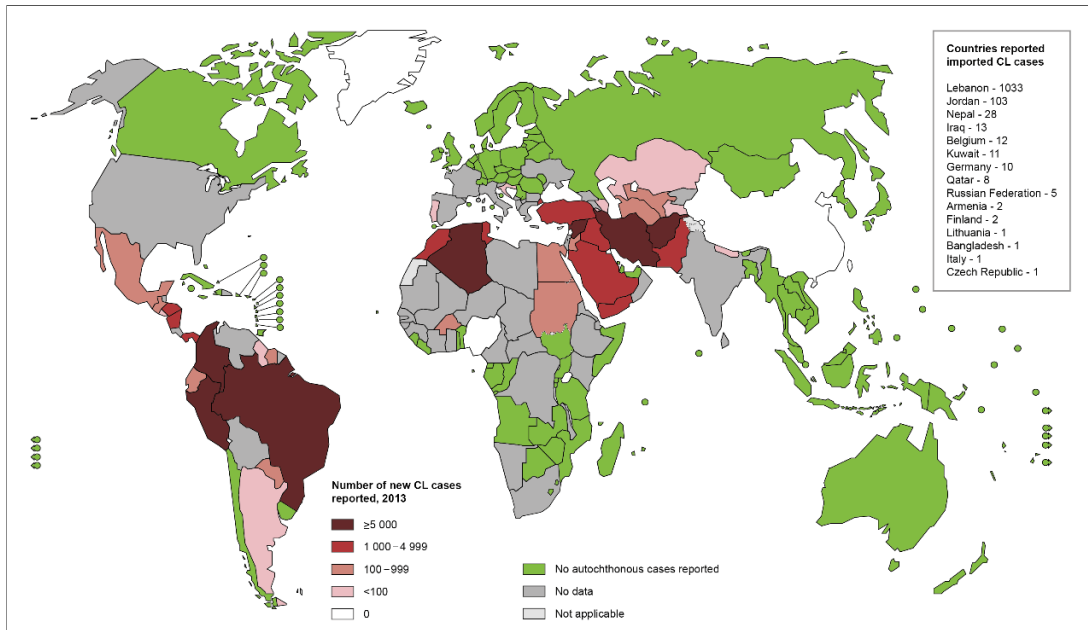 Countries reported
imported CL cases
Lebanon - 1033
Jordan - 103
Nepal - 28
Iraq - 13
Belgium - 12
Kuwait - 11
Germany - 10
Qatar - 8
Russian Federation - 5
Armenia - 2
Finland - 2
Lithuania - 1
Bangladesh - 1
Italy - 1
Czech Republic - 1
Number of new CL cases
reported, 2013
≥5 000
1 000 – 4 999
100 – 999
<100
0
No autochthonous cases reported
No data
Not applicable